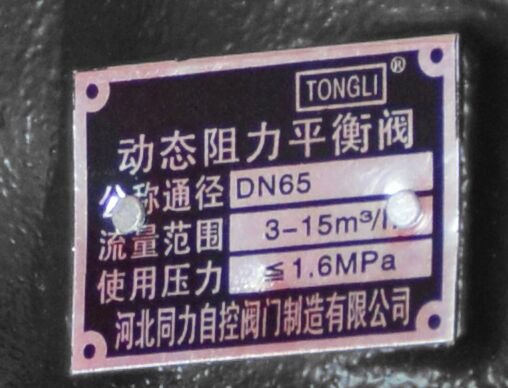 TONGLI®
动态阻力平衡阀
公称通径 DN65
流量范围 3-15m³/h
使用压力 ≦1.6MPa
河北同力自控阀门制造有限公司